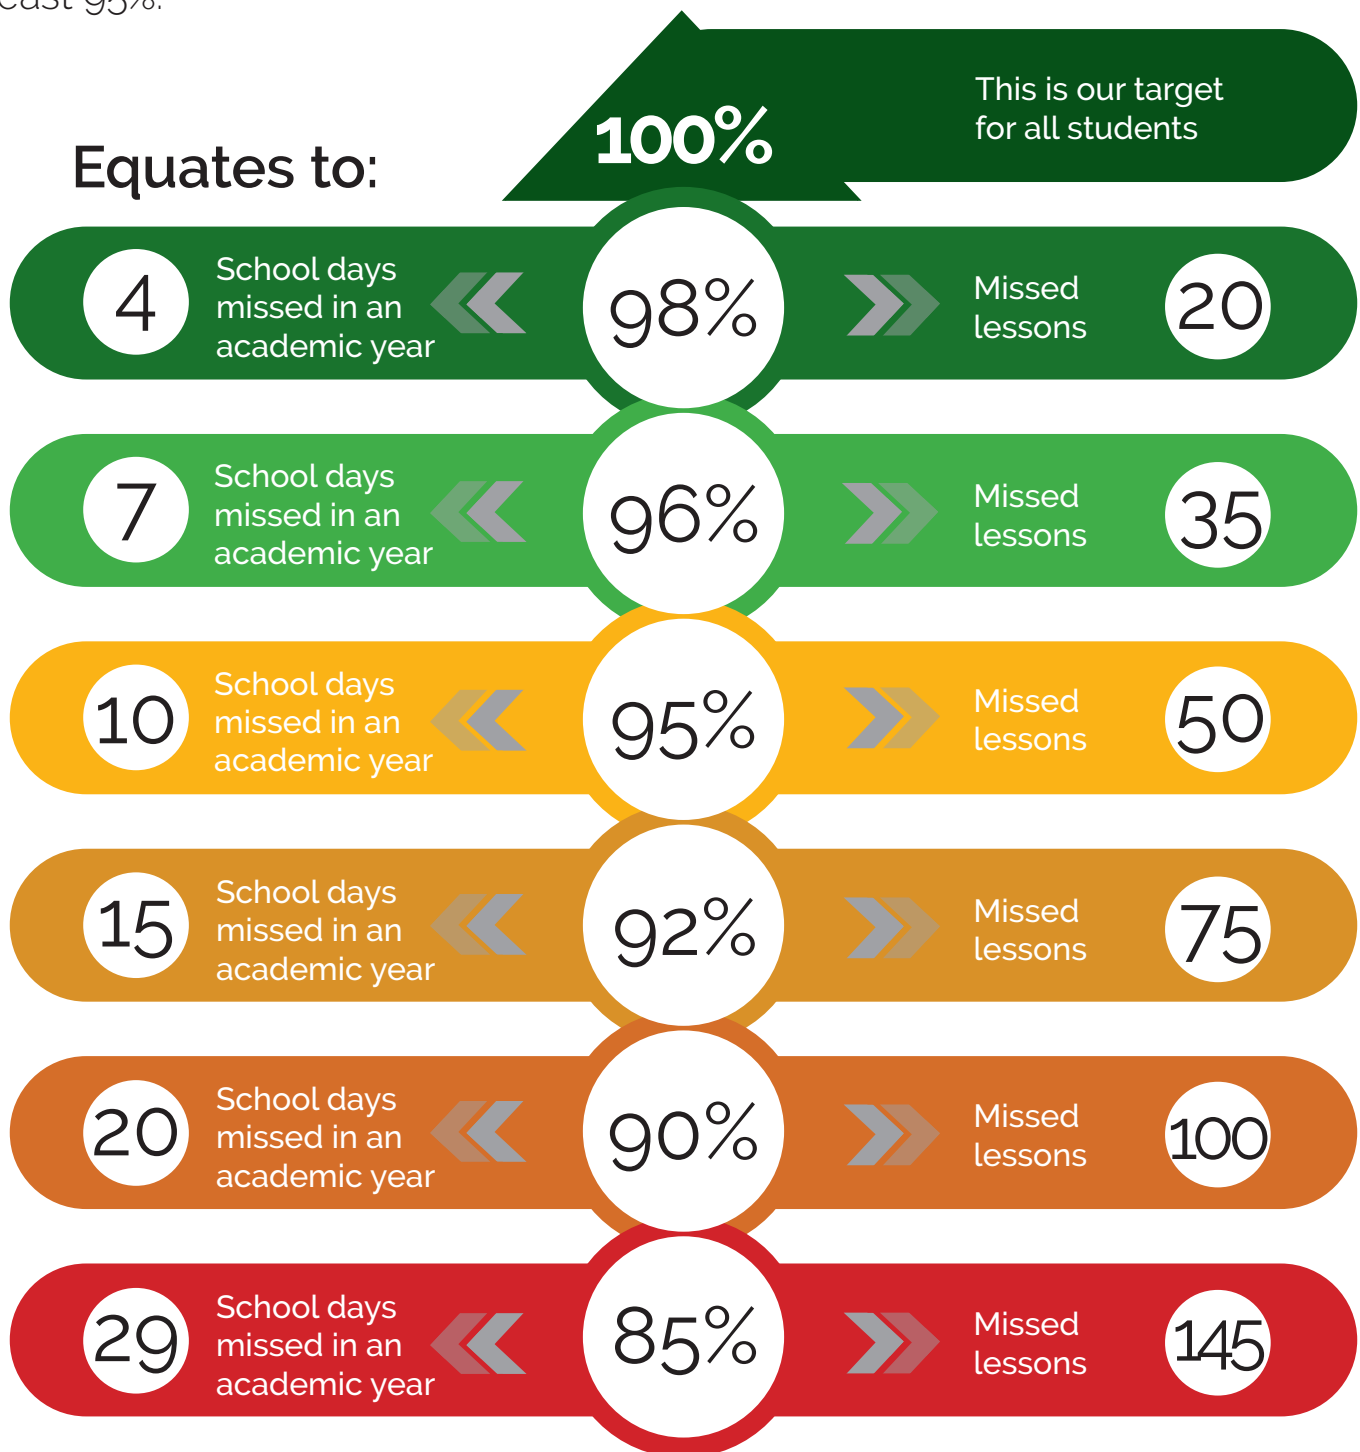 95%.
100%
This is our target
for all students
Equates to:
4
School days
missed in an
academic year
98%
Missed
lessons
20
7
School days
missed in an
academic year
96%
Missed
lessons
35
10
School days
missed in an
academic year
95%
Missed
lessons
50
15
School days
missed in an
academic year
92%
Missed
lessons
75
20
School days
missed in an
academic year
90%
Missed
lessons
100
29
School days
missed in an
academic year
85%
Missed
lessons
145